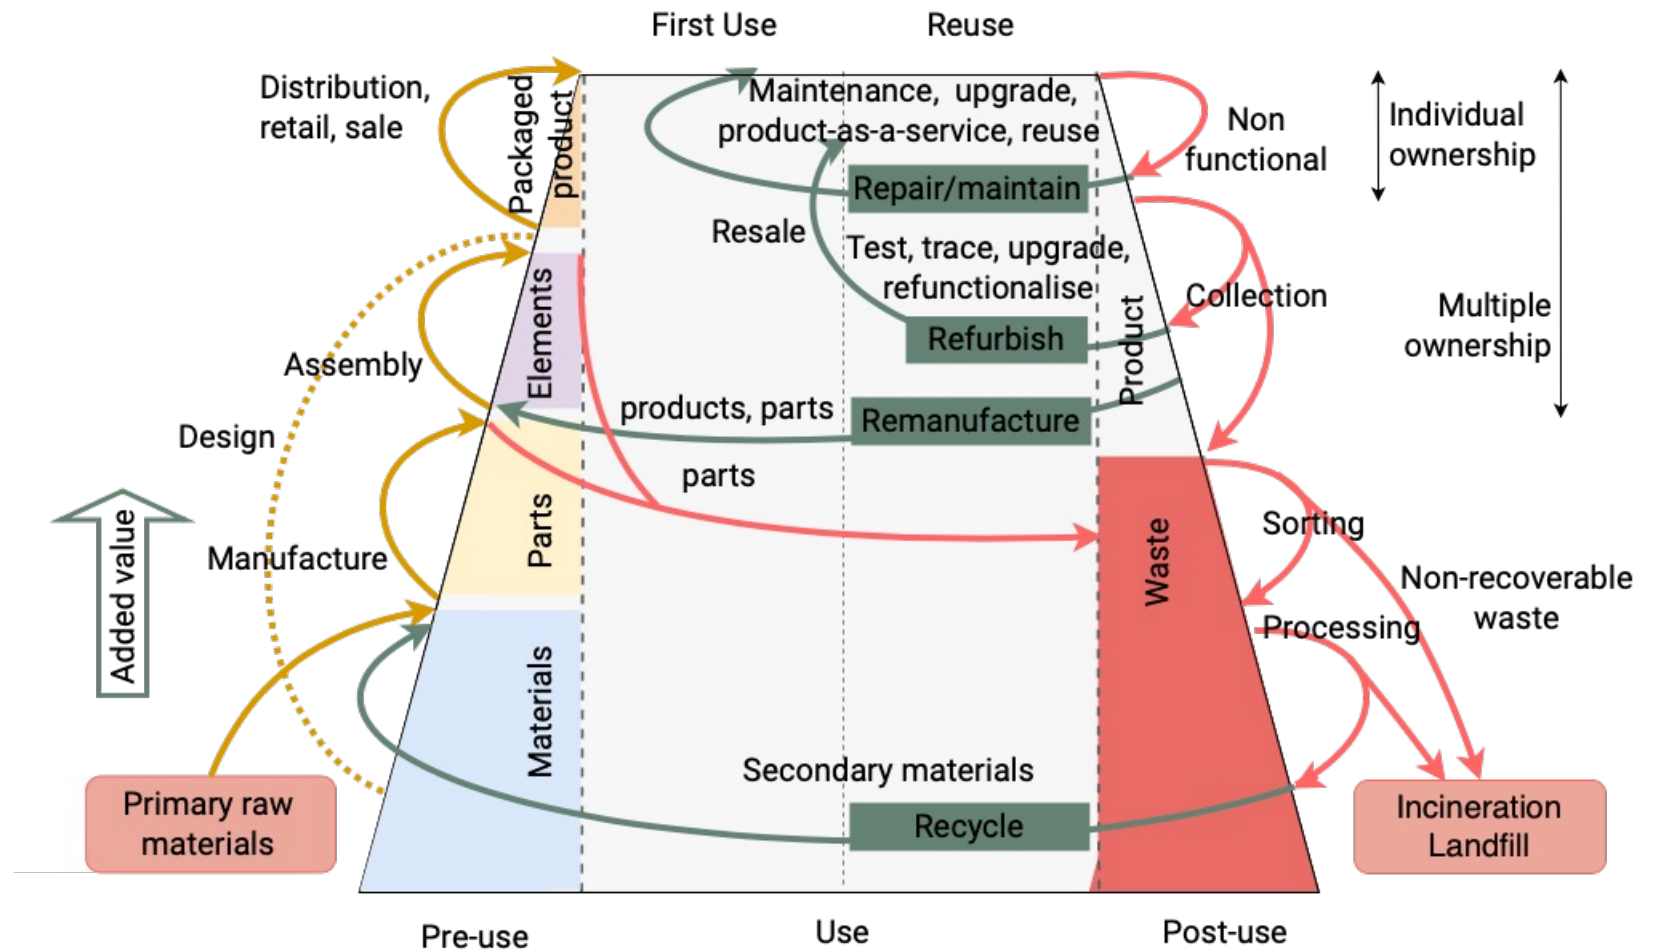 First Use
Reuse
Distribution,
retail, sale
Packaged
product
Maintenance, upgrade,
product-as-a-service, reuse
Non
functional
Individual
ownership
Repair/maintain
Resale
Test, trace, upgrade,
refunctionalise
Collection
Multiple
ownership
Elements
Product
Refurbish
Assembly
products, parts
Remanufacture
Design
parts
Added value
Manufacture
Parts
Waste
Sorting
Non-recoverable
waste
Processing
Materials
Secondary materials
Primary raw
materials
Recycle
Incineration
Landfill
Pre-use
Use
Post-use